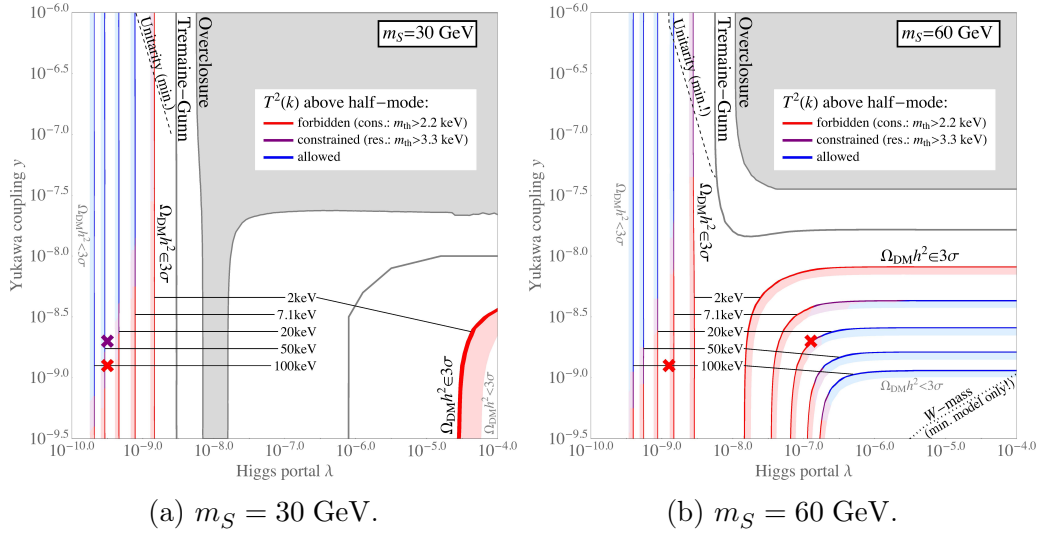 m_S=30 GeV
T²(k) above half−mode:
forbidden (cons.: m_th>2.2 keV)
constrained (res.: m_th>3.3 keV)
allowed
Unitarity (min.)
Tremaine−Gunn
Overclosure
Ω_DM h²<3σ
Ω_DM h²∈3σ
2keV
7.1keV
20keV
50keV
100keV
Ω_DM h²∈3σ
Ω_DM h²<3σ
Yukawa coupling y
10^−6.0
10^−6.5
10^−7.0
10^−7.5
10^−8.0
10^−8.5
10^−9.0
10^−9.5
10^−10.0 10^−9.0 10^−8.0 10^−7.0 10^−6.0 10^−5.0 10^−4.0
Higgs portal λ
(a) m_S = 30 GeV.
m_S=60 GeV
T²(k) above half−mode:
forbidden (cons.: m_th>2.2 keV)
constrained (res.: m_th>3.3 keV)
allowed
Unitarity (min.!)
Tremaine−Gunn
Overclosure
Ω_DM h²<3σ
Ω_DM h²∈3σ
Ω_DM h²∈3σ
2keV
7.1keV
20keV
50keV
100keV
Ω_DM h²<3σ
W−mass
(min. model only!)
Yukawa coupling y
10^−6.0
10^−6.5
10^−7.0
10^−7.5
10^−8.0
10^−8.5
10^−9.0
10^−9.5
10^−10.0 10^−9.0 10^−8.0 10^−7.0 10^−6.0 10^−5.0 10^−4.0
Higgs portal λ
(b) m_S = 60 GeV.